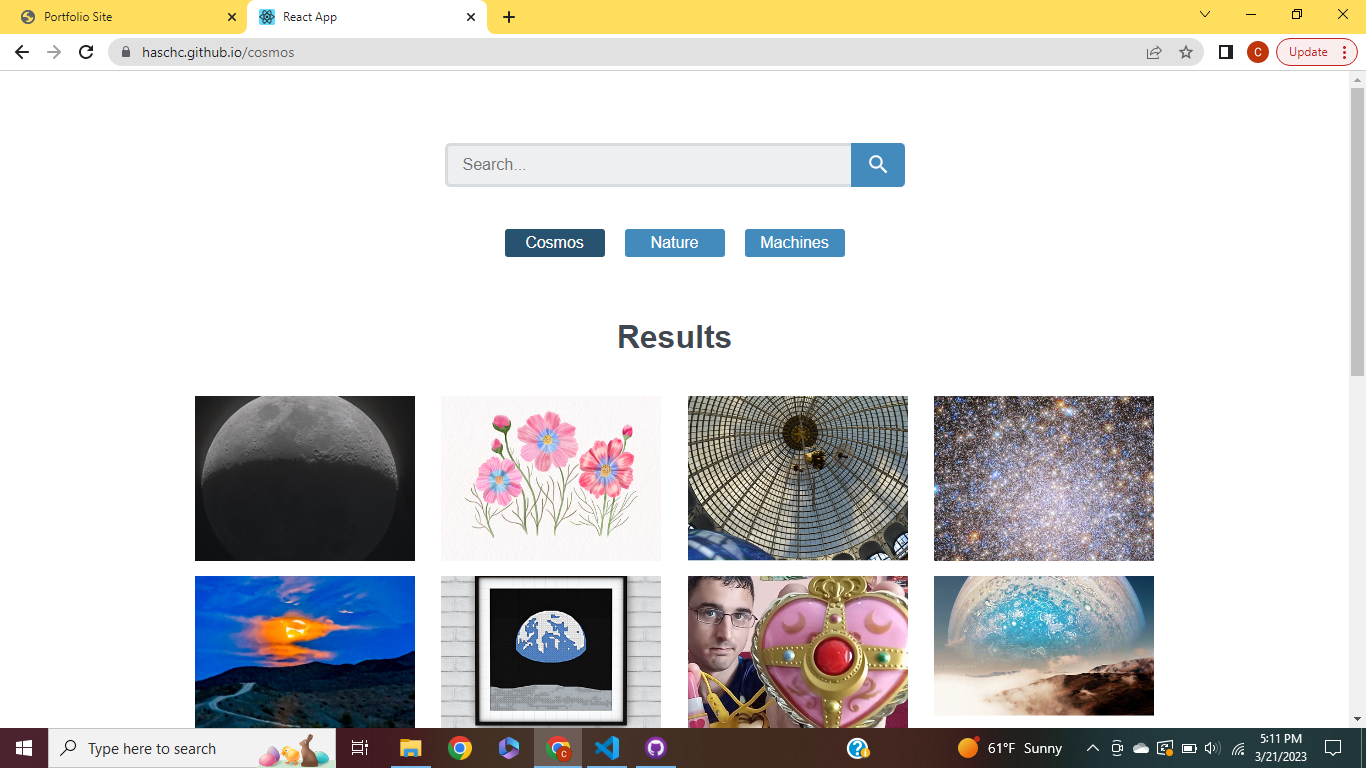 Portfolio Site
React App
haschc.github.io/cosmos
C
Update
Search...
Cosmos
Nature
Machines
Results
Type here to search
C
61°F Sunny
5:11 PM
3/21/2023